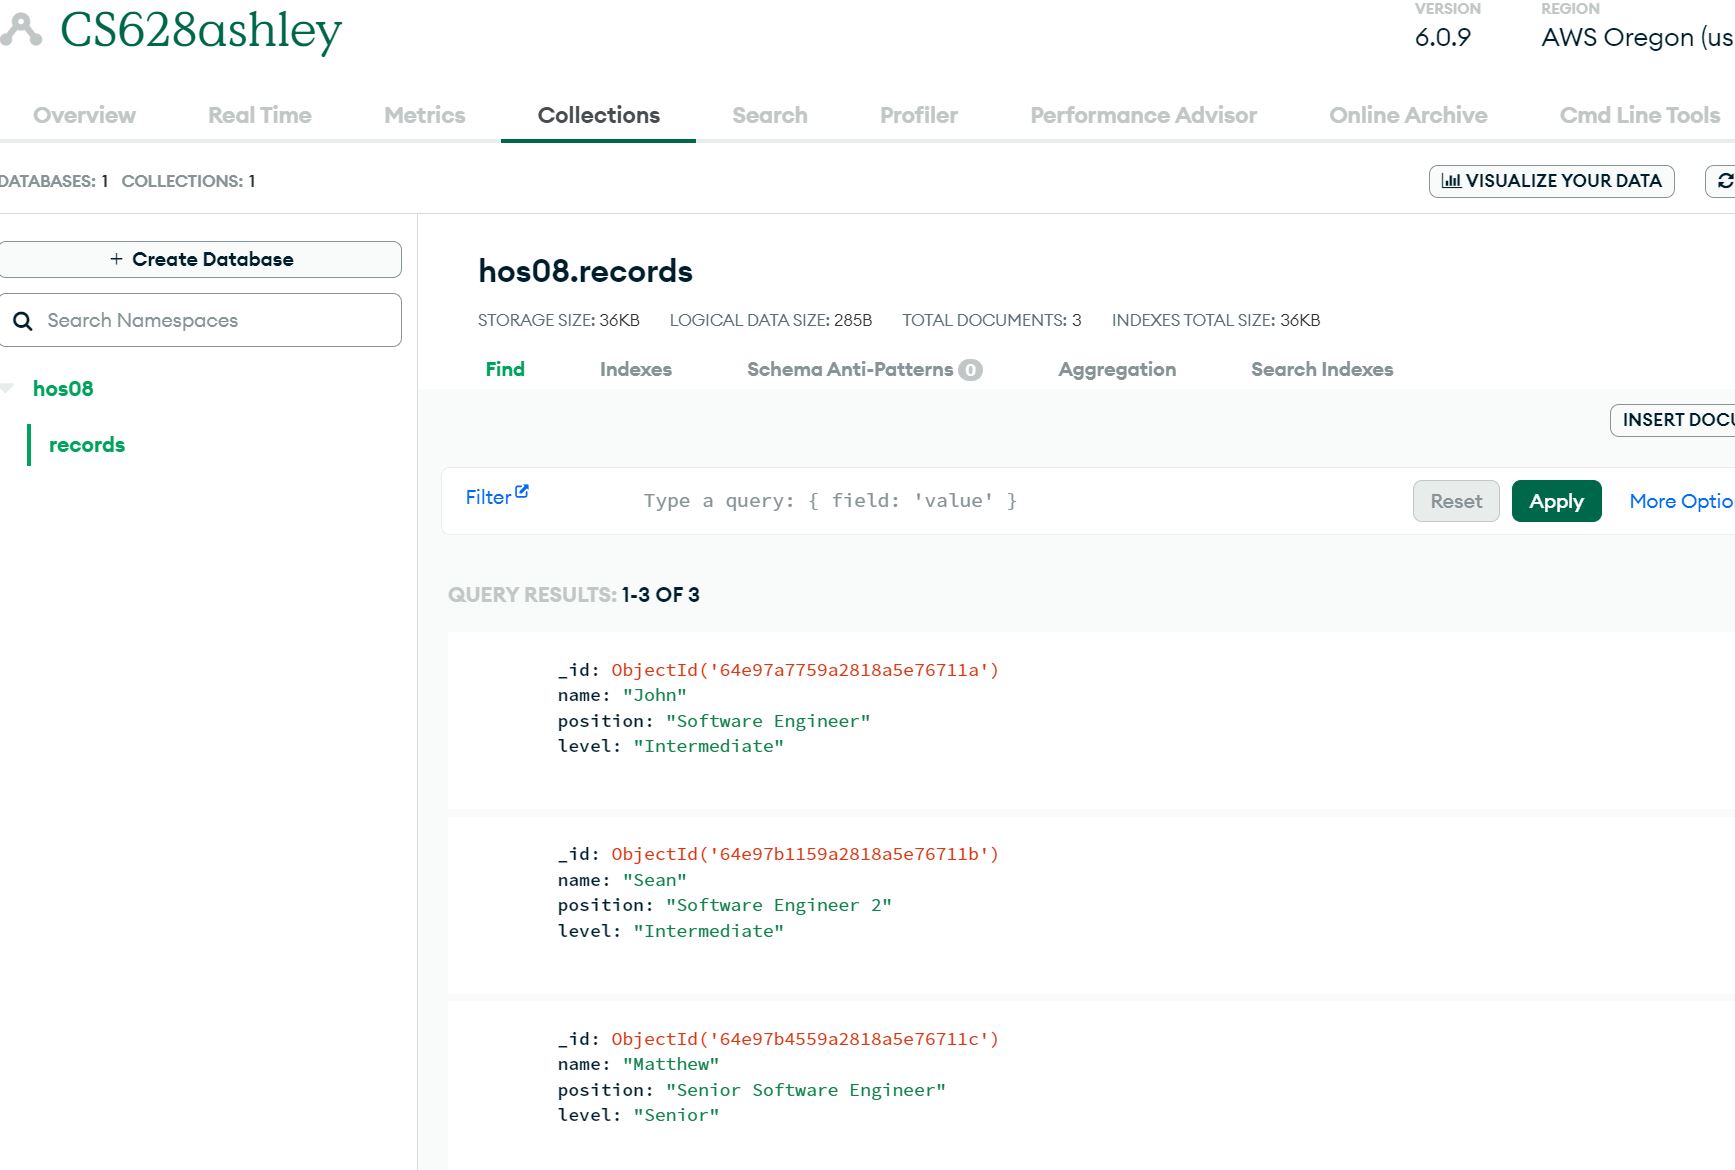 CS628ashley
VERSION
6.0.9
REGION
AWS Oregon (us
Overview Real Time Metrics Collections Search Profiler Performance Advisor Online Archive Cmd Line Tools
DATABASES: 1 COLLECTIONS: 1
VISUALIZE YOUR DATA
+ Create Database
Search Namespaces
hos08
records
hos08.records
STORAGE SIZE: 36KB LOGICAL DATA SIZE: 285B TOTAL DOCUMENTS: 3 INDEXES TOTAL SIZE: 36KB
Find Indexes Schema Anti-Patterns 0 Aggregation Search Indexes
INSERT DOCU
Filter Type a query: { field: 'value' } Reset Apply More Optio
QUERY RESULTS: 1-3 OF 3
_id: ObjectId('64e97a7759a2818a5e76711a')
name: "John"
position: "Software Engineer"
level: "Intermediate"
_id: ObjectId('64e97b1159a2818a5e76711b')
name: "Sean"
position: "Software Engineer 2"
level: "Intermediate"
_id: ObjectId('64e97b4559a2818a5e76711c')
name: "Matthew"
position: "Senior Software Engineer"
level: "Senior"